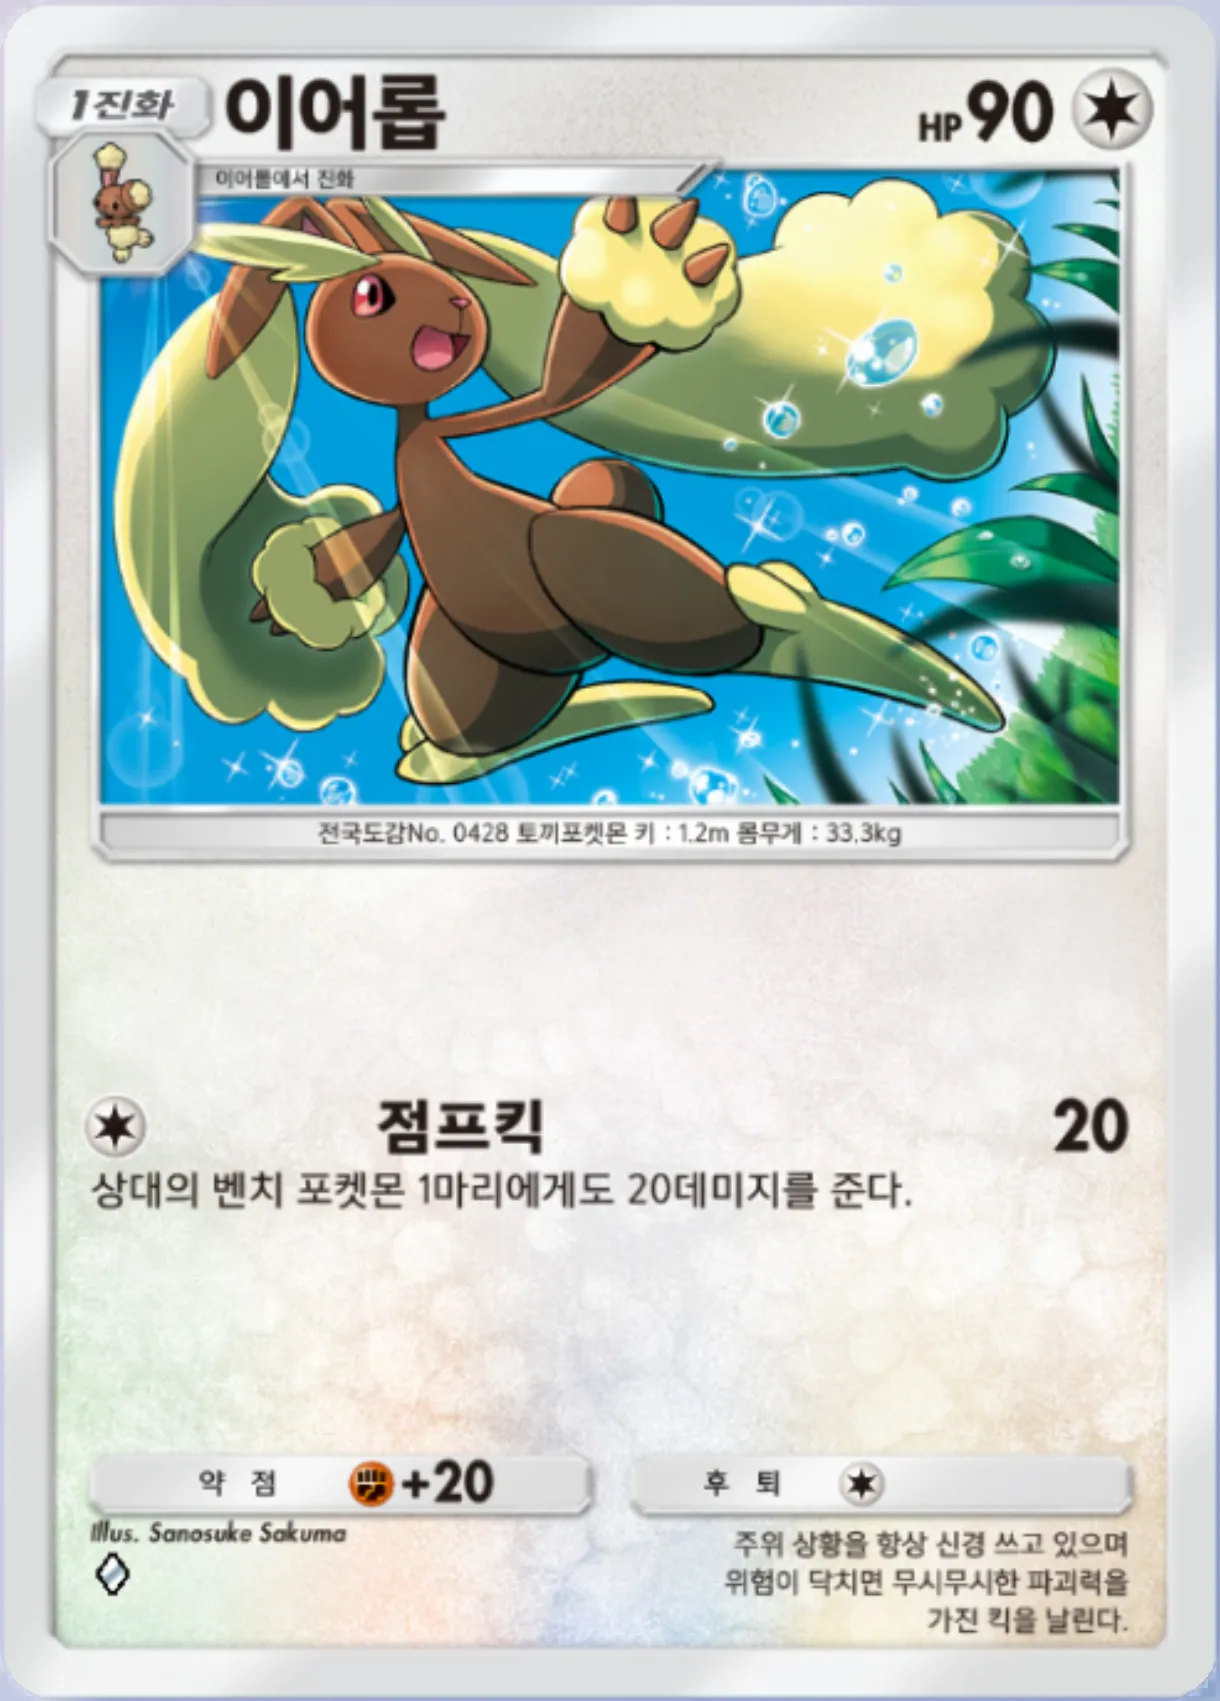 1진화
이어롭
HP 90
이어롤에서 진화
전국도감No. 0428 토끼포켓몬 키 : 1.2m 몸무게 : 33.3kg
점프킥 20
상대의 벤치 포켓몬 1마리에게도 20데미지를 준다.
약점 +20
후퇴
Illus. Sanosuke Sakuma
주위 상황을 항상 신경 쓰고 있으며
위험이 닥치면 무시무시한 파괴력을
가진 킥을 날린다.